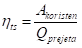 η_ts = A_koristen / Q_prejeta